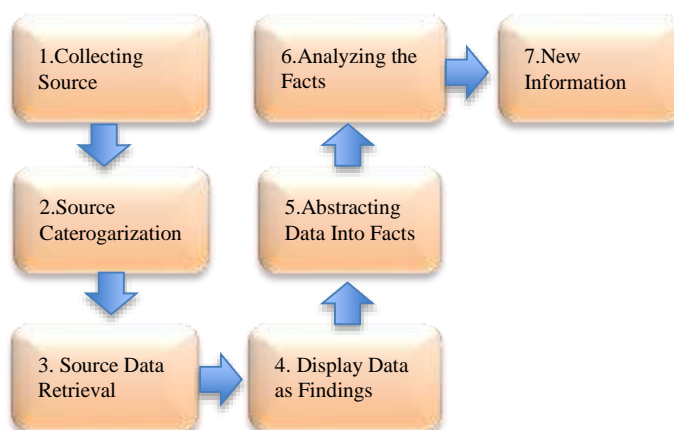 1.Collecting
Source
2.Source
Caterogarization
3. Source Data
Retrieval
4. Display Data
as Findings
5.Abstracting
Data Into Facts
6.Analyzing the
Facts
7.New
Information